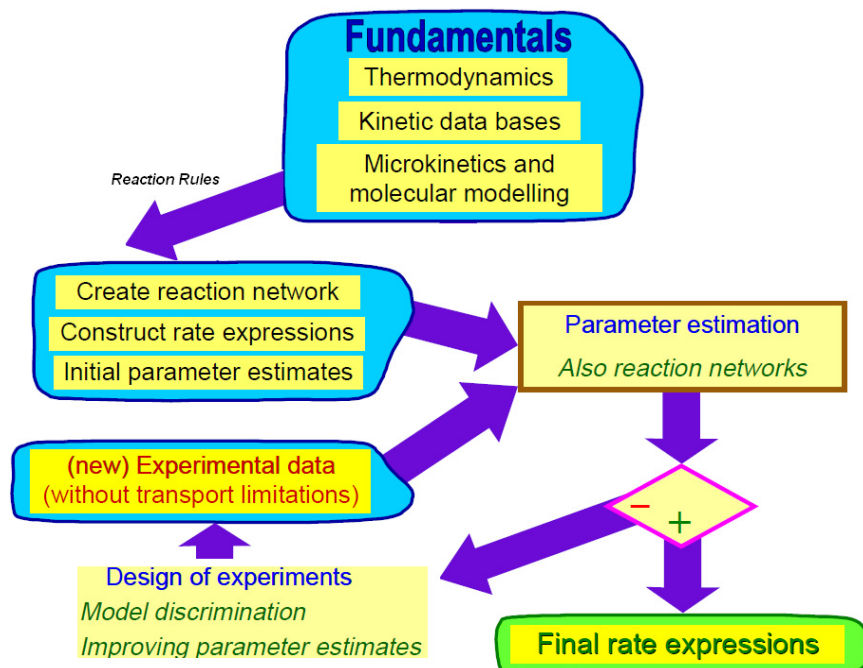 Fundamentals
Thermodynamics
Kinetic data bases
Microkinetics and
molecular modelling
Reaction Rules
Create reaction network
Construct rate expressions
Initial parameter estimates
Parameter estimation
Also reaction networks
(new) Experimental data
(without transport limitations)
−
+
Design of experiments
Model discrimination
Improving parameter estimates
Final rate expressions